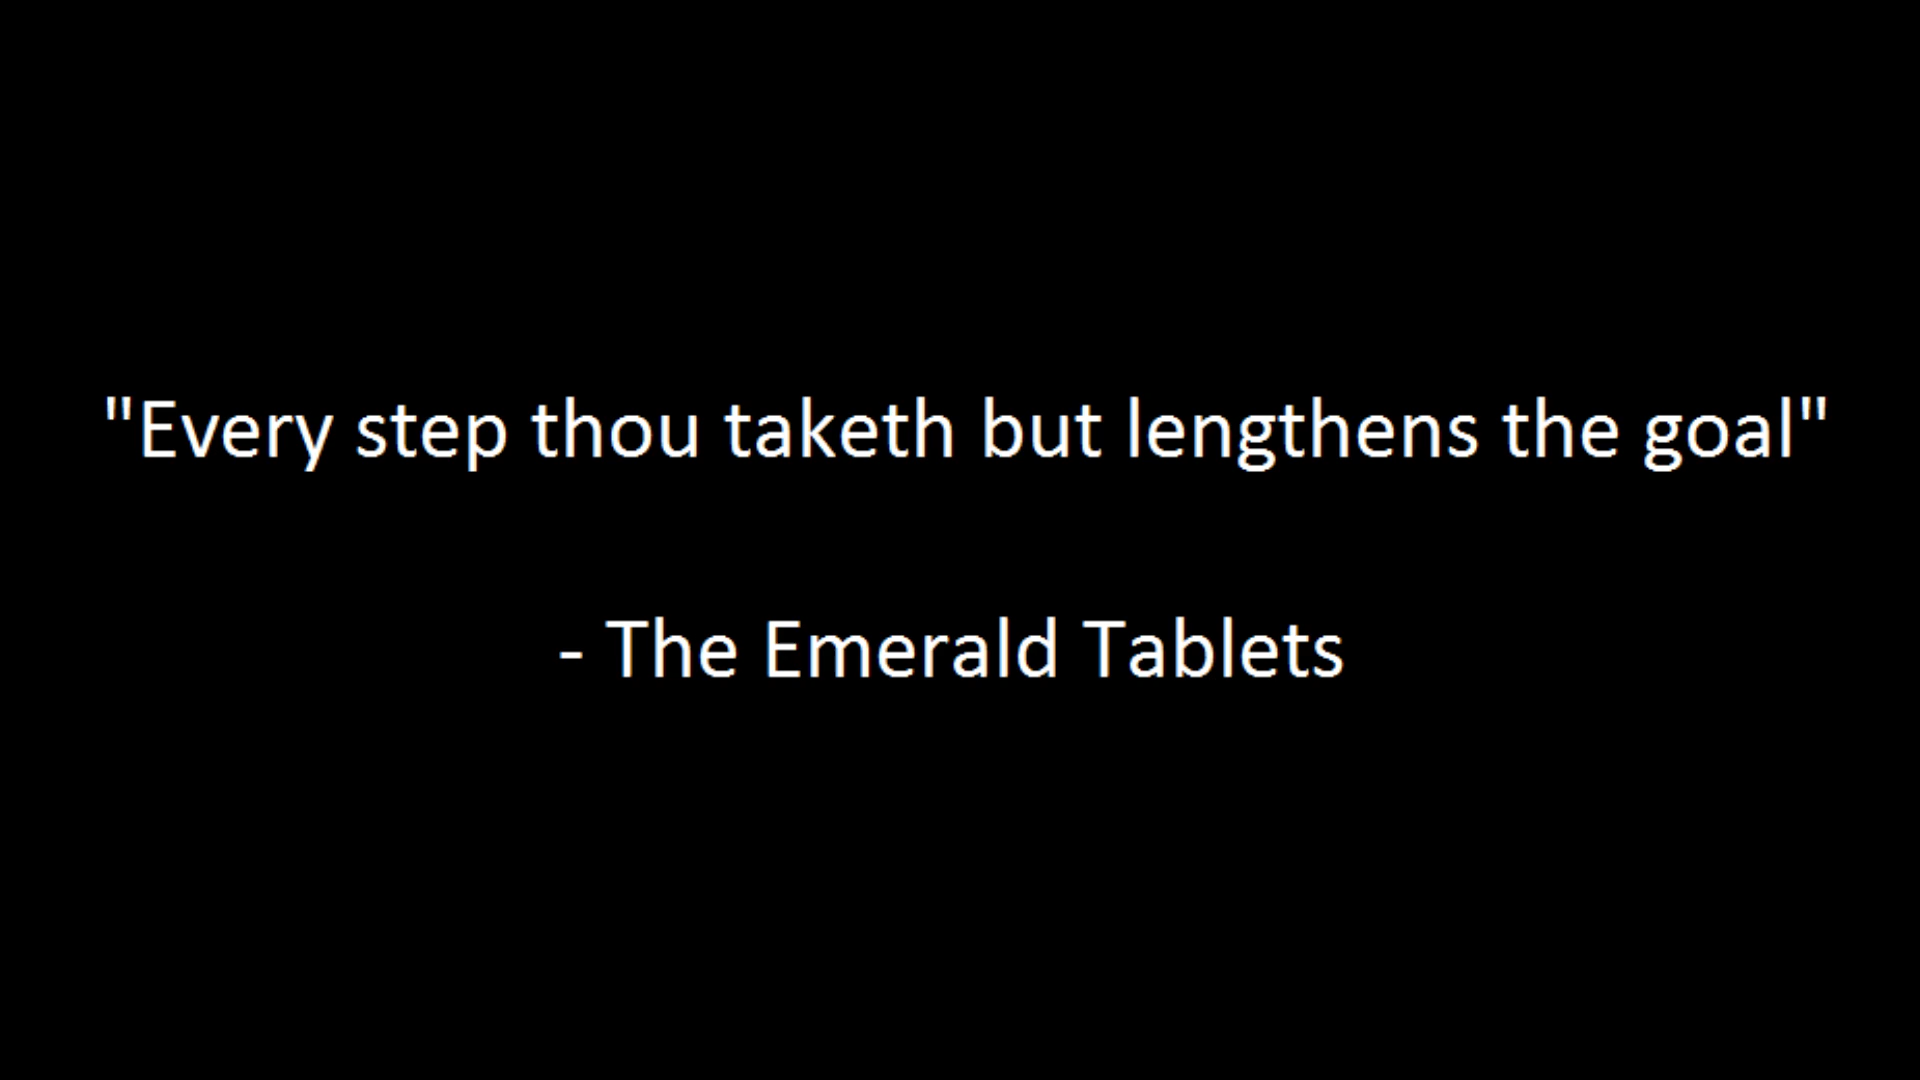 "Every step thou taketh but lengthens the goal"
- The Emerald Tablets